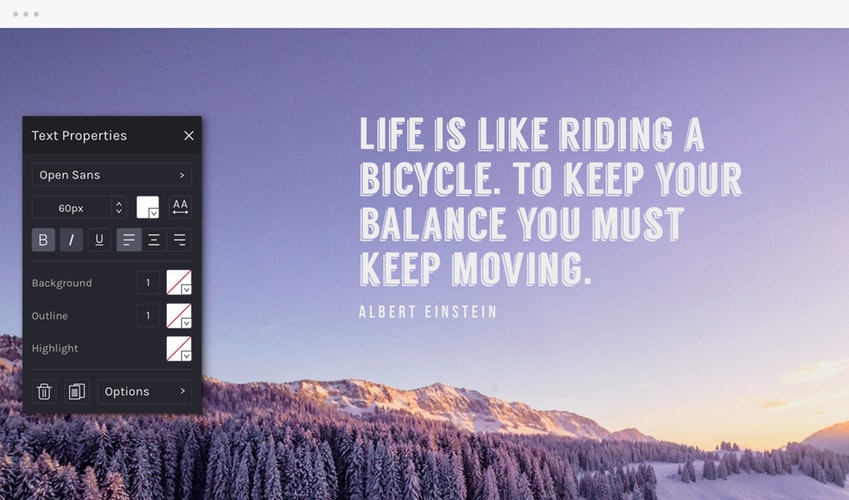 Text Properties
Open Sans
60px
AA
B I U
Background 1
Outline 1
Highlight
Options
LIFE IS LIKE RIDING A
BICYCLE. TO KEEP YOUR
BALANCE YOU MUST
KEEP MOVING.
ALBERT EINSTEIN